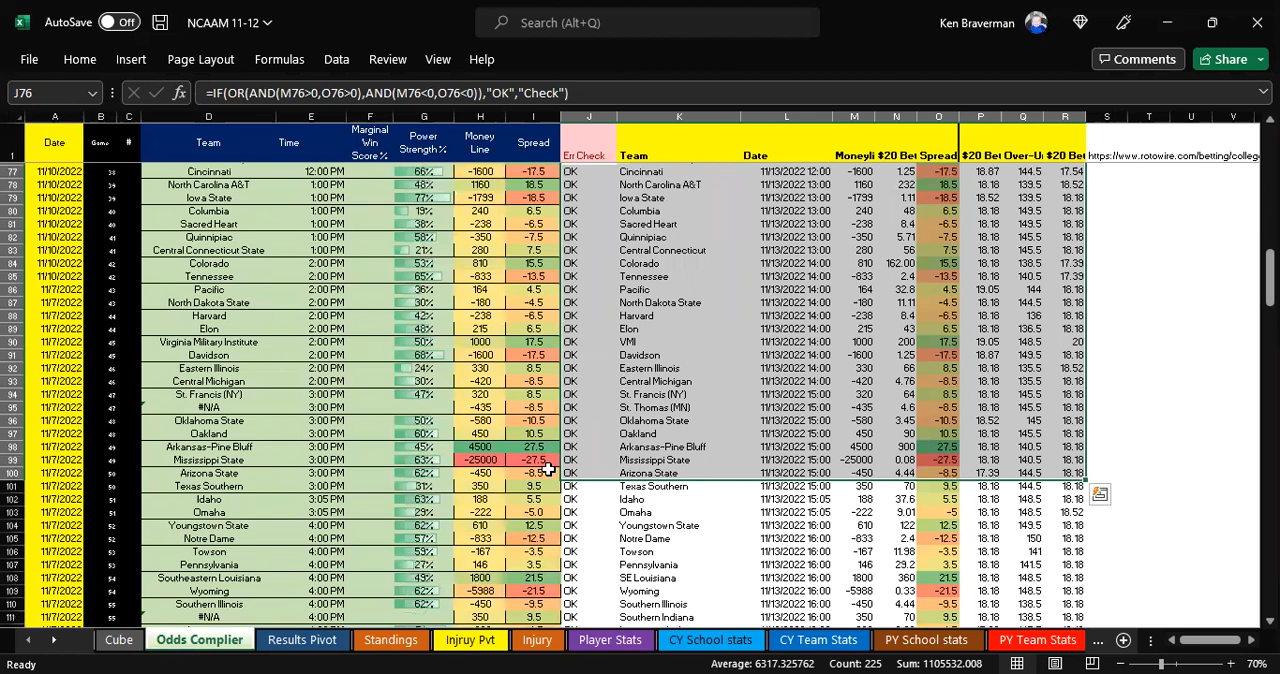 AutoSave Off NCAAM 11-12 Search (Alt+Q) Ken Braverman
File Home Insert Page Layout Formulas Data Review View Help Comments Share
J76 fx =IF(OR(AND(M76>0,O76>0),AND(M76<0,O76<0)),"OK","Check")
A B C D E F G H I J K L M N O P Q R S T U V
1 Date Game # Team Time Marginal Win Score % Power Strength % Money Line Spread Err Check Team Date Moneyli $20 Bet Spread $20 Bet Over-U $20 Bet https://www.rotowire.com/betting/colleg
77 11/10/2022 38 Cincinnati 12:00 PM 66% -1600 -17.5 OK Cincinnati 11/13/2022 12:00 -1600 1.25 -17.5 18.87 144.5 17.54
78 11/10/2022 39 North Carolina A&T 1:00 PM 48% 1160 18.5 OK North Carolina A&T 11/13/2022 13:00 1160 232 18.5 18.18 139.5 18.52
79 11/10/2022 39 Iowa State 1:00 PM 77% -1799 -18.5 OK Iowa State 11/13/2022 13:00 -1799 1.11 -18.5 18.52 139.5 18.18
80 11/10/2022 40 Columbia 1:00 PM 19% 240 6.5 OK Columbia 11/13/2022 13:00 240 48 6.5 18.18 149.5 18.18
81 11/10/2022 40 Sacred Heart 1:00 PM 38% -238 -6.5 OK Sacred Heart 11/13/2022 13:00 -238 8.4 -6.5 18.18 149.5 18.18
82 11/10/2022 41 Quinnipiac 1:00 PM 58% -350 -7.5 OK Quinnipiac 11/13/2022 13:00 -350 5.71 -7.5 18.18 145.5 18.18
83 11/10/2022 41 Central Connecticut State 1:00 PM 21% 280 7.5 OK Central Connecticut 11/13/2022 13:00 280 56 7.5 18.18 145.5 18.18
84 11/10/2022 42 Colorado 2:00 PM 53% 810 15.5 OK Colorado 11/13/2022 14:00 810 162.00 15.5 18.18 138.5 17.39
85 11/10/2022 42 Tennessee 2:00 PM 65% -833 -13.5 OK Tennessee 11/13/2022 14:00 -833 2.4 -13.5 18.18 140.5 17.39
86 11/7/2022 43 Pacific 2:00 PM 36% 164 4.5 OK Pacific 11/13/2022 14:00 164 32.8 4.5 19.05 144 18.18
87 11/7/2022 43 North Dakota State 2:00 PM 30% -180 -4.5 OK North Dakota State 11/13/2022 14:00 -180 11.11 -4.5 18.18 144.5 18.18
88 11/7/2022 44 Harvard 2:00 PM 42% -238 -6.5 OK Harvard 11/13/2022 14:00 -238 8.4 -6.5 18.18 136 18.18
89 11/7/2022 44 Elon 2:00 PM 48% 215 6.5 OK Elon 11/13/2022 14:00 215 43 6.5 18.18 136.5 18.18
90 11/7/2022 45 Virginia Military Institute 2:00 PM 50% 1000 17.5 OK VMI 11/13/2022 14:00 1000 200 17.5 19.05 148.5 20
91 11/7/2022 45 Davidson 2:00 PM 68% -1600 -17.5 OK Davidson 11/13/2022 14:00 -1600 1.25 -17.5 18.87 149.5 18.18
92 11/7/2022 46 Eastern Illinois 2:00 PM 24% 330 8.5 OK Eastern Illinois 11/13/2022 14:00 330 66 8.5 18.87 135.5 18.52
93 11/7/2022 46 Central Michigan 2:00 PM 30% -420 -8.5 OK Central Michigan 11/13/2022 14:00 -420 4.76 -8.5 18.18 135.5 18.18
94 11/7/2022 47 St. Francis (NY) 3:00 PM 47% 320 8.5 OK St. Francis (NY) 11/13/2022 15:00 320 64 8.5 18.18 141.5 18.18
95 11/7/2022 47 #N/A 3:00 PM -435 -8.5 OK St. Thomas (MN) 11/13/2022 15:00 -435 4.6 -8.5 18.18 141.5 18.18
96 11/7/2022 48 Oklahoma State 3:00 PM 50% -580 -10.5 OK Oklahoma State 11/13/2022 15:00 -580 3.45 -10.5 18.52 145 18.18
97 11/7/2022 48 Oakland 3:00 PM 60% 450 10.5 OK Oakland 11/13/2022 15:00 450 90 10.5 18.18 145.5 18.18
98 11/7/2022 49 Arkansas-Pine Bluff 3:00 PM 45% 4500 27.5 OK Arkansas-Pine Bluff 11/13/2022 15:00 4500 900 27.5 18.18 140.5 18.18
99 11/7/2022 49 Mississippi State 3:00 PM 63% -25000 -27.5 OK Mississippi State 11/13/2022 15:00 -25000 0.08 -27.5 18.18 140.5 18.18
100 11/7/2022 50 Arizona State 3:00 PM 62% -450 -8.5 OK Arizona State 11/13/2022 15:00 -450 4.44 -8.5 17.39 144.5 18.18
101 11/7/2022 50 Texas Southern 3:00 PM 31% 350 9.5 OK Texas Southern 11/13/2022 15:00 350 70 9.5 18.18 144.5 18.18
102 11/7/2022 51 Idaho 3:05 PM 63% 188 5.5 OK Idaho 11/13/2022 15:05 188 37.6 5.5 18.18 148.5 18.18
103 11/7/2022 51 Omaha 3:05 PM 29% -222 -5.0 OK Omaha 11/13/2022 15:05 -222 9.01 -5 18.18 148.5 18.52
104 11/7/2022 52 Youngstown State 4:00 PM 62% 610 12.5 OK Youngstown State 11/13/2022 16:00 610 122 12.5 18.18 149.5 18.18
105 11/7/2022 52 Notre Dame 4:00 PM 57% -833 -12.5 OK Notre Dame 11/13/2022 16:00 -833 2.4 -12.5 18.18 150 18.18
106 11/7/2022 53 Towson 4:00 PM 59% -167 -3.5 OK Towson 11/13/2022 16:00 -167 11.98 -3.5 18.18 141 18.18
107 11/7/2022 53 Pennsylvania 4:00 PM 27% 146 3.5 OK Pennsylvania 11/13/2022 16:00 146 29.2 3.5 18.18 141.5 18.18
108 11/7/2022 54 Southeastern Louisiana 4:00 PM 49% 1800 21.5 OK SE Louisiana 11/13/2022 16:00 1800 360 21.5 18.18 148.5 18.18
109 11/7/2022 54 Wyoming 4:00 PM 62% -5988 -21.5 OK Wyoming 11/13/2022 16:00 -5988 0.33 -21.5 18.18 148.5 18.18
110 11/7/2022 55 Southern Illinois 4:00 PM 62% -450 -9.5 OK Southern Illinois 11/13/2022 16:00 -450 4.44 -9.5 18.18 149.5 18.18
111 11/7/2022 #N/A 4:00 PM 350 9.5 OK Southern Indiana 11/13/2022 16:00 350 70 9.5 18.18 149.5 18.18
Cube Odds Complier Results Pivot Standings Injruy Pvt Injury Player Stats CY School stats CY Team Stats PY School stats PY Team Stats ...
Ready Average: 6317.325762 Count: 225 Sum: 1105532.008 70%